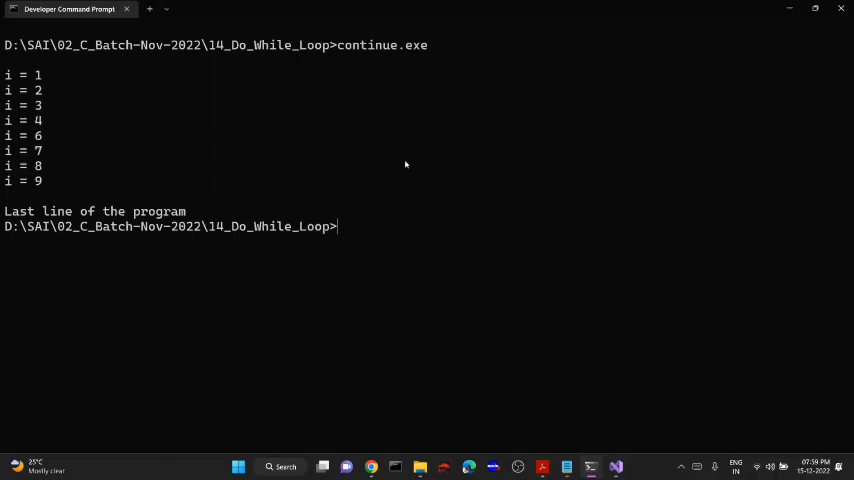 Developer Command Prompt
D:\SAI\02_C_Batch-Nov-2022\14_Do_While_Loop>continue.exe
i = 1
i = 2
i = 3
i = 4
i = 6
i = 7
i = 8
i = 9
Last line of the program
D:\SAI\02_C_Batch-Nov-2022\14_Do_While_Loop>
25°C
Mostly clear
Search
ENG
IN
07:59 PM
15-12-2022